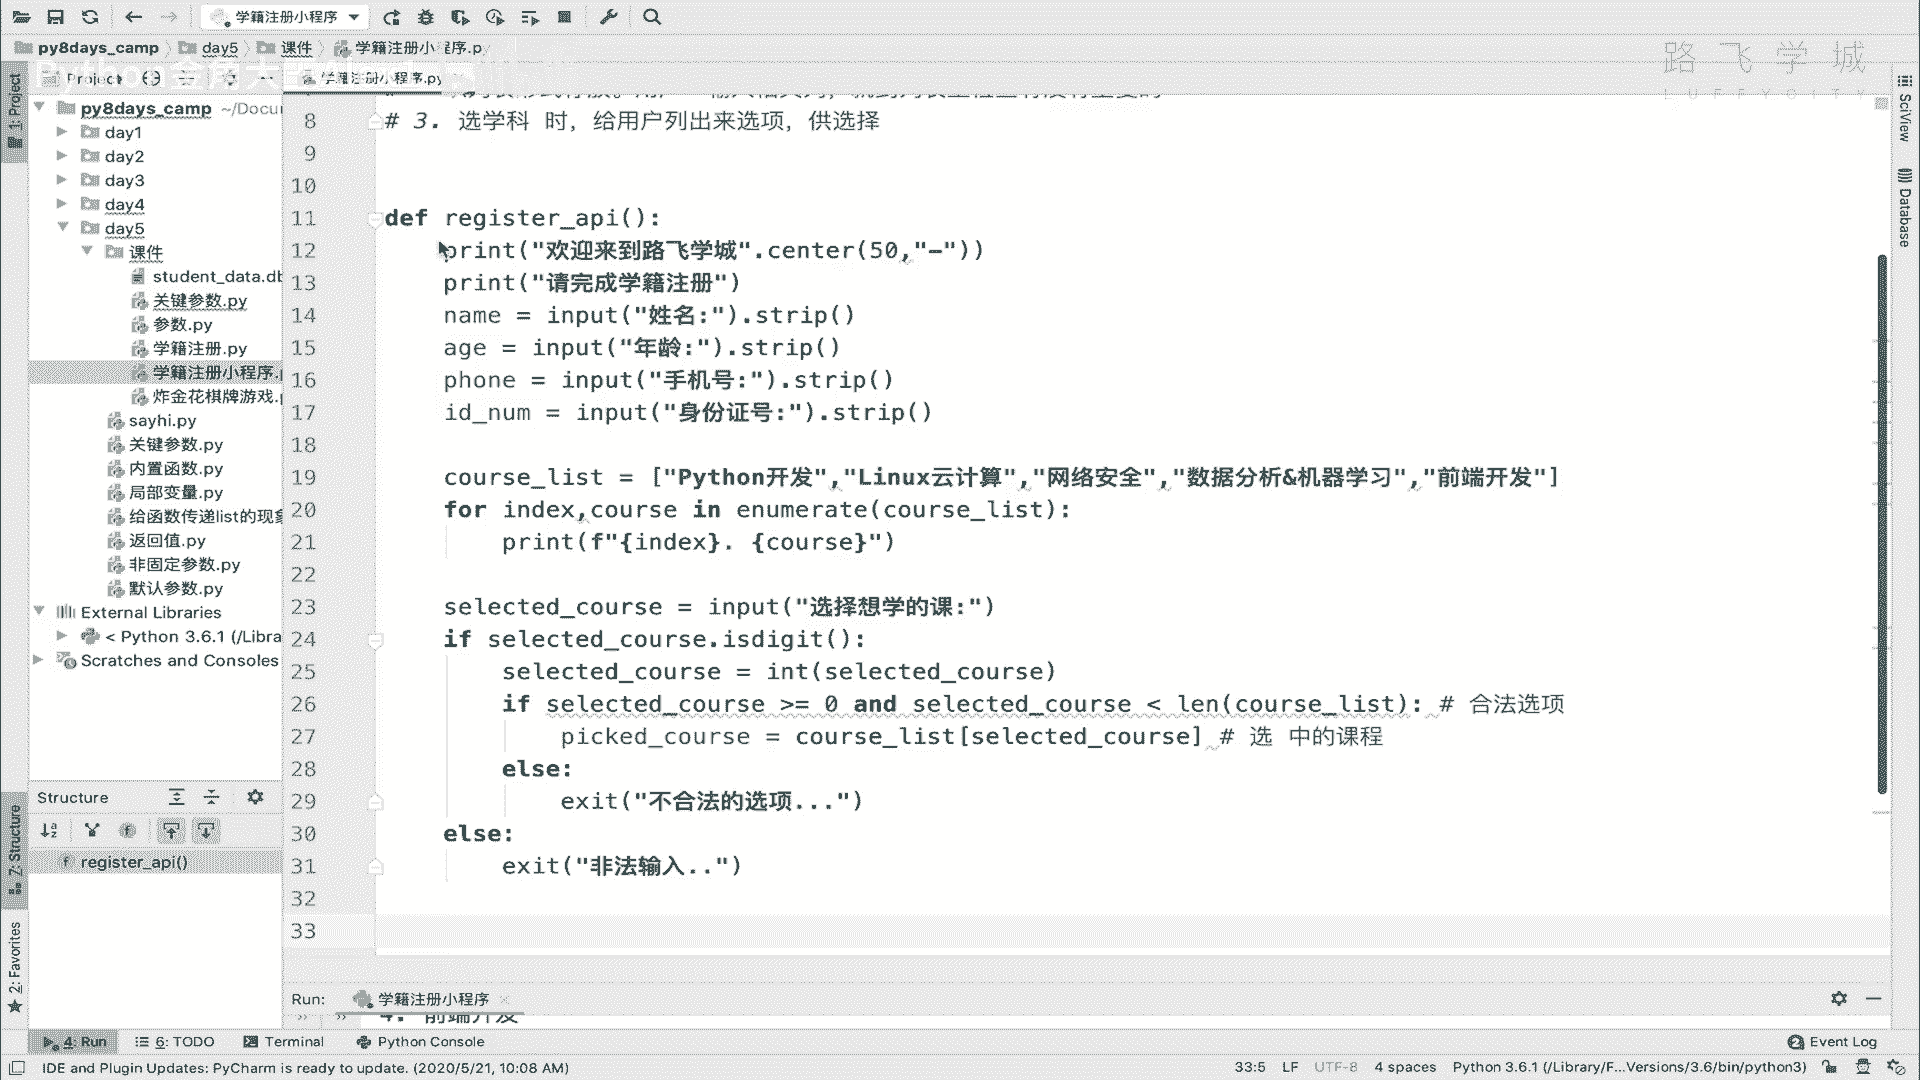 学籍注册小程序
py8days_camp
day5
课件
学籍注册小程序.p
路飞学城
LUFFYCITY
1: Project
Project
学籍注册小程序.py
SciView
Database
py8days_camp ~/Docu
day1
day2
day3
day4
day5
课件
student_data.db
关键参数.py
参数.py
学籍注册.py
学籍注册小程序.
炸金花棋牌游戏.
sayhi.py
关键参数.py
内置函数.py
局部变量.py
给函数传递list的现
返回值.py
非固定参数.py
默认参数.py
External Libraries
< Python 3.6.1 (/Libra
Scratches and Consoles
8 # 3. 选学科 时，给用户列出来选项，供选择
9
10
11 def register_api():
12     print("欢迎来到路飞学城".center(50,"-"))
13     print("请完成学籍注册")
14     name = input("姓名:").strip()
15     age = input("年龄:").strip()
16     phone = input("手机号:").strip()
17     id_num = input("身份证号:").strip()
18
19     course_list = ["Python开发","Linux云计算","网络安全","数据分析&机器学习","前端开发"]
20     for index,course in enumerate(course_list):
21         print(f"{index}. {course}")
22
23     selected_course = input("选择想学的课:")
24     if selected_course.isdigit():
25         selected_course = int(selected_course)
26         if selected_course >= 0 and selected_course < len(course_list): # 合法选项
27             picked_course = course_list[selected_course] # 选 中的课程
28         else:
29             exit("不合法的选项...")
30     else:
31         exit("非法输入..")
32
33
Structure
register_api()
7: Structure
2: Favorites
Run: 学籍注册小程序
4. 前端开发
4: Run
6: TODO
Terminal
Python Console
Event Log
IDE and Plugin Updates: PyCharm is ready to update. (2020/5/21, 10:08 AM)
33:5 LF UTF-8 4 spaces Python 3.6.1 (/Library/F...Versions/3.6/bin/python3)